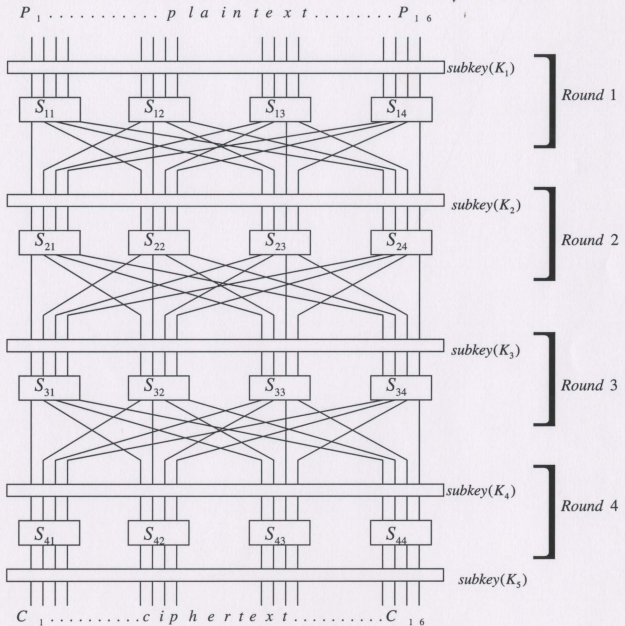 P₁ . . . . . . . . . . . p l a i n t e x t . . . . . . . . P₁₆
subkey(K₁)
S₁₁ S₁₂ S₁₃ S₁₄ Round 1
subkey(K₂)
S₂₁ S₂₂ S₂₃ S₂₄ Round 2
subkey(K₃)
S₃₁ S₃₂ S₃₃ S₃₄ Round 3
subkey(K₄)
S₄₁ S₄₂ S₄₃ S₄₄ Round 4
subkey(K₅)
C₁ . . . . . . . . . . c i p h e r t e x t . . . . . . . . . . C₁₆